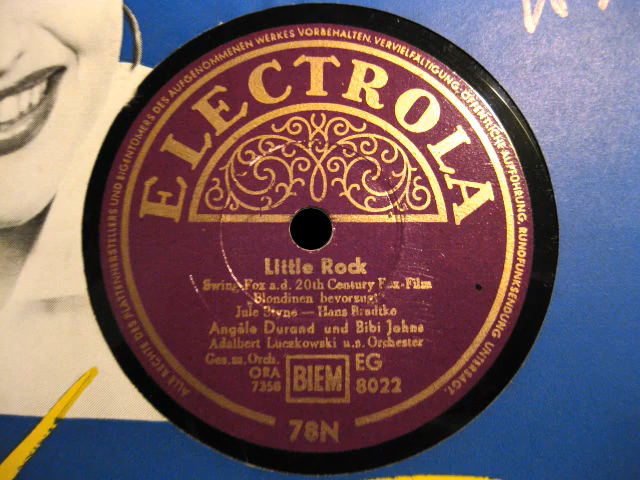 ALLE RECHTE DES PLATTENHERSTELLERS UND EIGENTÜMERS DES AUFGENOMMENEN WERKES VORBEHALTEN. VERVIELFÄLTIGUNG, ÖFFENTLICHE AUFFÜHRUNG, RUNDFUNKSENDUNG UNTERSAGT.
ELECTROLA
Little Rock
Swing-Fox a.d. 20th Century Fox-Film
"Blondinen bevorzugt"
Jule Styne — Hans Bradtke
Angèle Durand und Bibi Johns
Adalbert Luczkowski u.s. Orchester
Ges.m.Orch.
ORA
7358
BIEM
EG
8022
78N